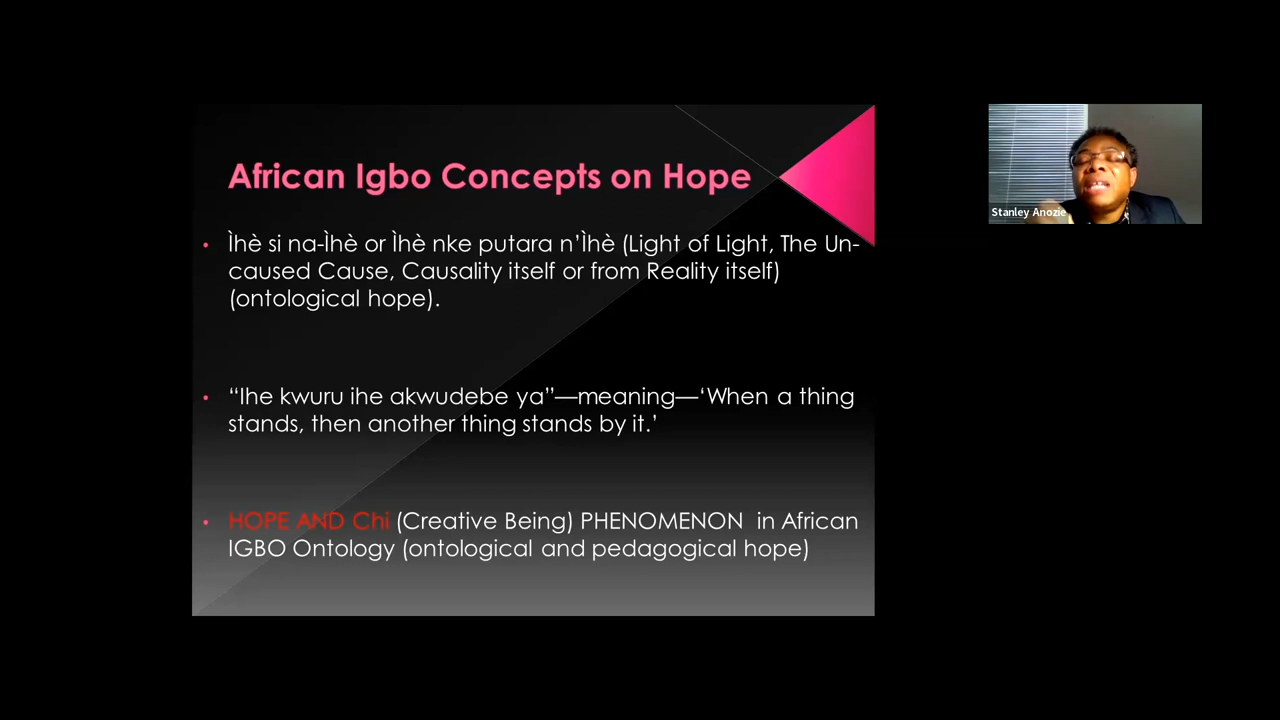 African Igbo Concepts on Hope
• Ìhè si na-Ìhè or Ìhè nke putara n’Ìhè (Light of Light, The Un-
caused Cause, Causality itself or from Reality itself)
(ontological hope).
• “Ihe kwuru ihe akwudebe ya”—meaning—‘When a thing
stands, then another thing stands by it.’
• HOPE AND Chi (Creative Being) PHENOMENON in African
IGBO Ontology (ontological and pedagogical hope)
Stanley Anozie